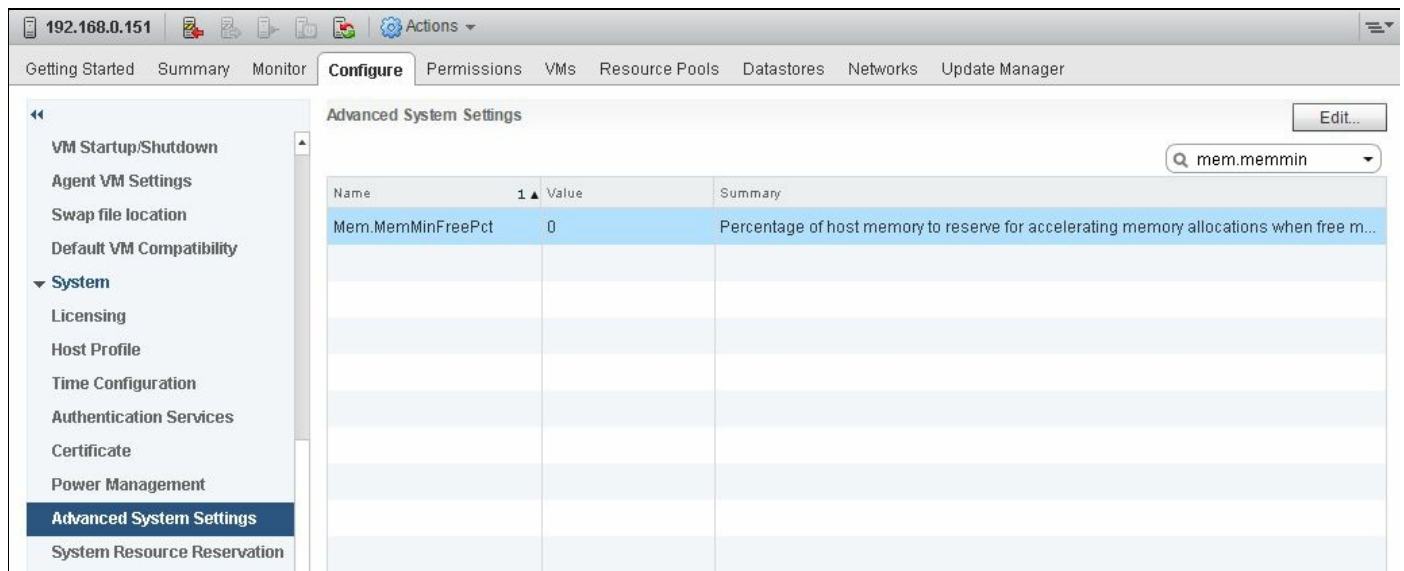 192.168.0.151 Actions
Getting Started Summary Monitor Configure Permissions VMs Resource Pools Datastores Networks Update Manager
Advanced System Settings Edit...
mem.memmin
VM Startup/Shutdown
Agent VM Settings
Swap file location
Default VM Compatibility
System
Licensing
Host Profile
Time Configuration
Authentication Services
Certificate
Power Management
Advanced System Settings
System Resource Reservation
Name 1 Value Summary
Mem.MemMinFreePct 0 Percentage of host memory to reserve for accelerating memory allocations when free m...